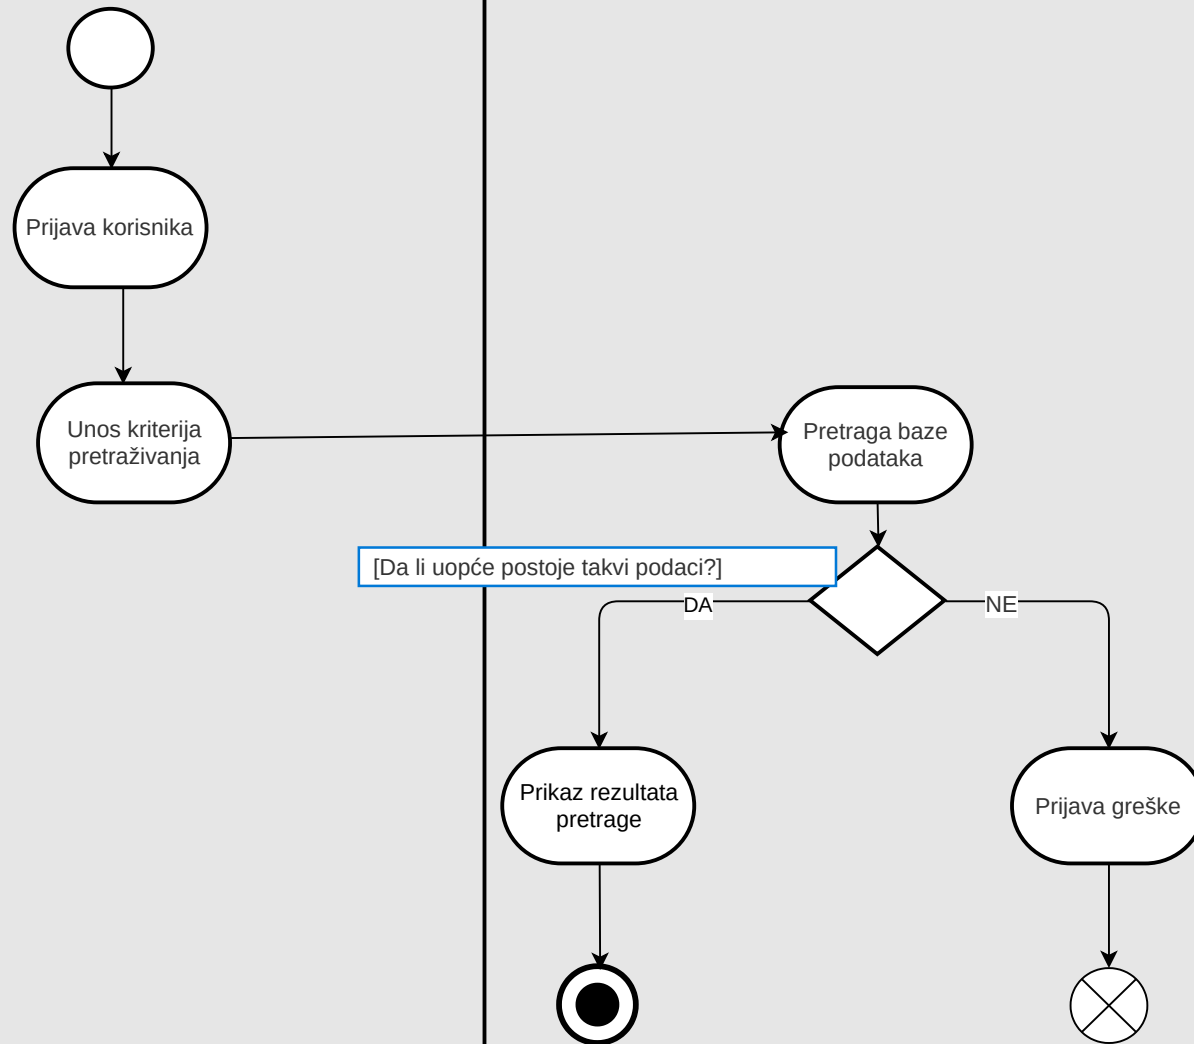 Prijava korisnika
Unos kriterija
pretraživanja
Pretraga baze
podataka
[Da li uopće postoje takvi podaci?]
DA
NE
Prikaz rezultata
pretrage
Prijava greške